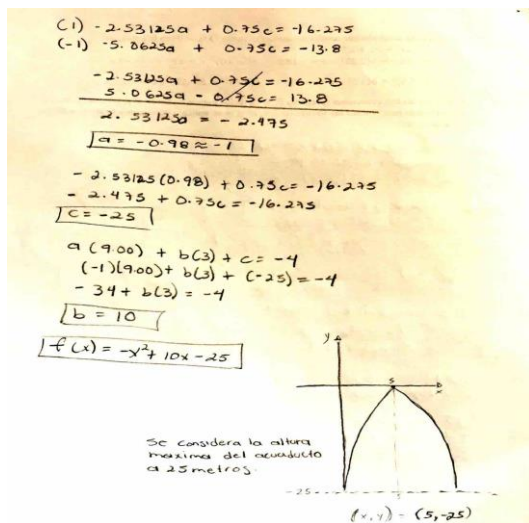 (1) -2.53125a + 0.75c = -16.275
(-1) -5.0625a + 0.75c = -13.8
-2.53125a + 0.75c = -16.275
5.0625a - 0.75c = 13.8
2.53125a = -2.475
a = -0.98 ≈ -1
-2.53125(0.98) + 0.75c = -16.275
-2.475 + 0.75c = -16.275
c = -25
a(9.00) + b(3) + c = -4
(-1)(9.00) + b(3) + (-25) = -4
-34 + b(3) = -4
b = 10
f(x) = -x² + 10x - 25
y
5
x
Se considera la altura
maxima del acueducto
a 25 metros.
-25
(x,y) = (5,-25)